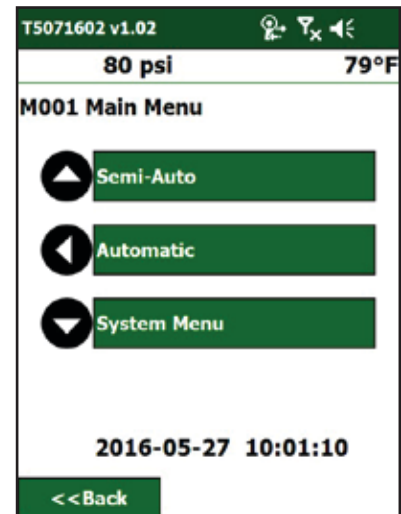 T5071602 v1.02
80 psi 79°F
M001 Main Menu
Semi-Auto
Automatic
System Menu
2016-05-27 10:01:10
<<Back